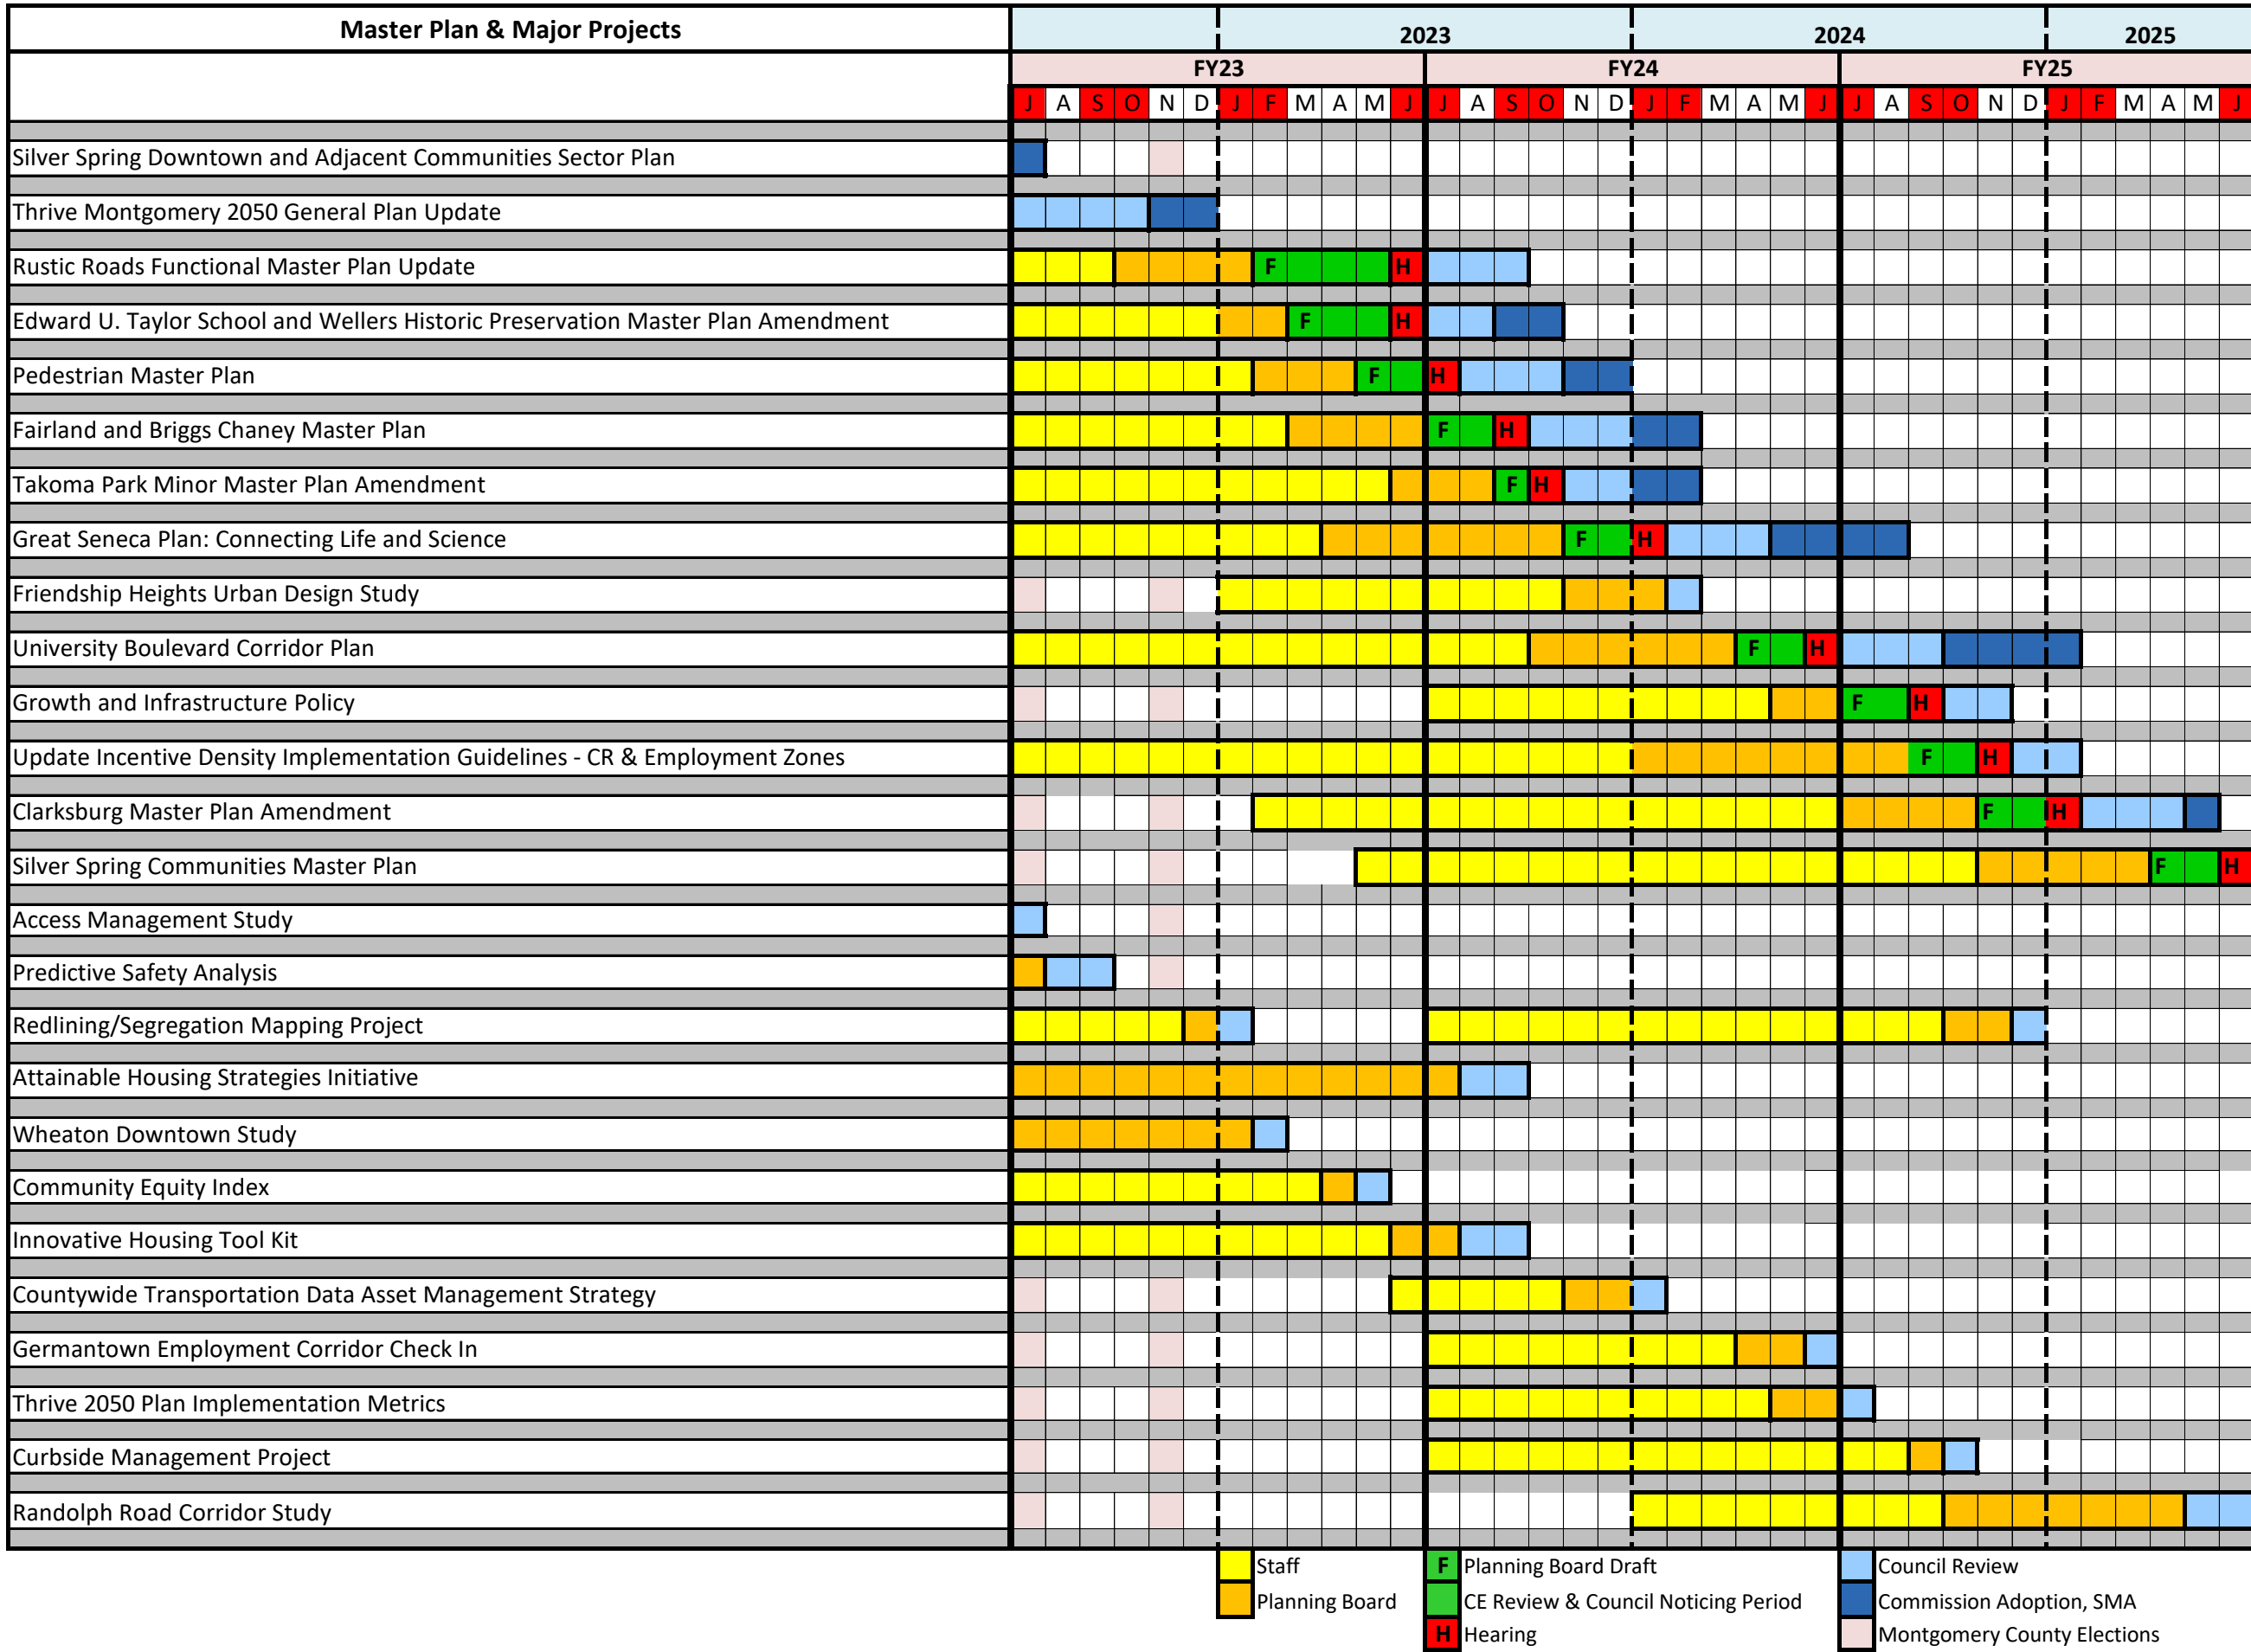 Master Plan & Major Projects 2023 2024 2025
FY23 FY24 FY25
J A S O N D J F M A M J J A S O N D J F M A M J J A S O N D J F M A M J
Silver Spring Downtown and Adjacent Communities Sector Plan
Thrive Montgomery 2050 General Plan Update
Rustic Roads Functional Master Plan Update F H
Edward U. Taylor School and Wellers Historic Preservation Master Plan Amendment F H
Pedestrian Master Plan F H
Fairland and Briggs Chaney Master Plan F H
Takoma Park Minor Master Plan Amendment F H
Great Seneca Plan: Connecting Life and Science F H
Friendship Heights Urban Design Study
University Boulevard Corridor Plan F H
Growth and Infrastructure Policy F H
Update Incentive Density Implementation Guidelines - CR & Employment Zones F H
Clarksburg Master Plan Amendment F H
Silver Spring Communities Master Plan F H
Access Management Study
Predictive Safety Analysis
Redlining/Segregation Mapping Project
Attainable Housing Strategies Initiative
Wheaton Downtown Study
Community Equity Index
Innovative Housing Tool Kit
Countywide Transportation Data Asset Management Strategy
Germantown Employment Corridor Check In
Thrive 2050 Plan Implementation Metrics
Curbside Management Project
Randolph Road Corridor Study
Staff F Planning Board Draft Council Review
Planning Board CE Review & Council Noticing Period Commission Adoption, SMA
H Hearing Montgomery County Elections